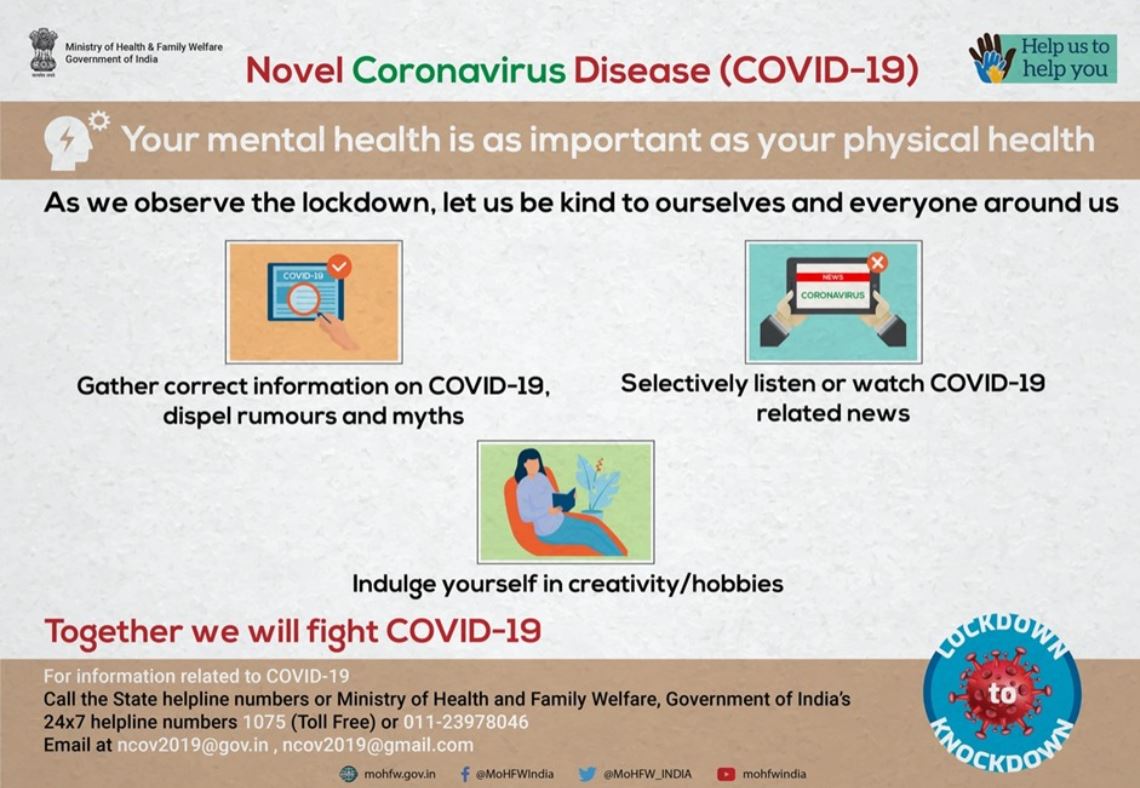 Ministry of Health & Family Welfare
Government of India
Novel Coronavirus Disease (COVID-19)
Help us to
help you
Your mental health is as important as your physical health
As we observe the lockdown, let us be kind to ourselves and everyone around us
COVID-19
NEWS
CORONAVIRUS
Gather correct information on COVID-19,
dispel rumours and myths
Selectively listen or watch COVID-19
related news
Indulge yourself in creativity/hobbies
Together we will fight COVID-19
For information related to COVID-19
Call the State helpline numbers or Ministry of Health and Family Welfare, Government of India's
24x7 helpline numbers 1075 (Toll Free) or 011-23978046
Email at ncov2019@gov.in , ncov2019@gmail.com
LOCKDOWN
to
KNOCKDOWN
mohfw.gov.in @MoHFWIndia @MoHFW_INDIA mohfwindia